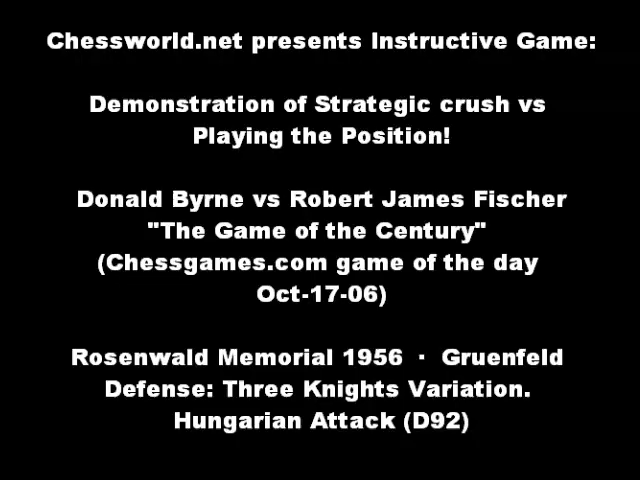 Chessworld.net presents Instructive Game:
Demonstration of Strategic crush vs
Playing the Position!
Donald Byrne vs Robert James Fischer
"The Game of the Century"
(Chessgames.com game of the day
Oct-17-06)
Rosenwald Memorial 1956 · Gruenfeld
Defense: Three Knights Variation.
Hungarian Attack (D92)